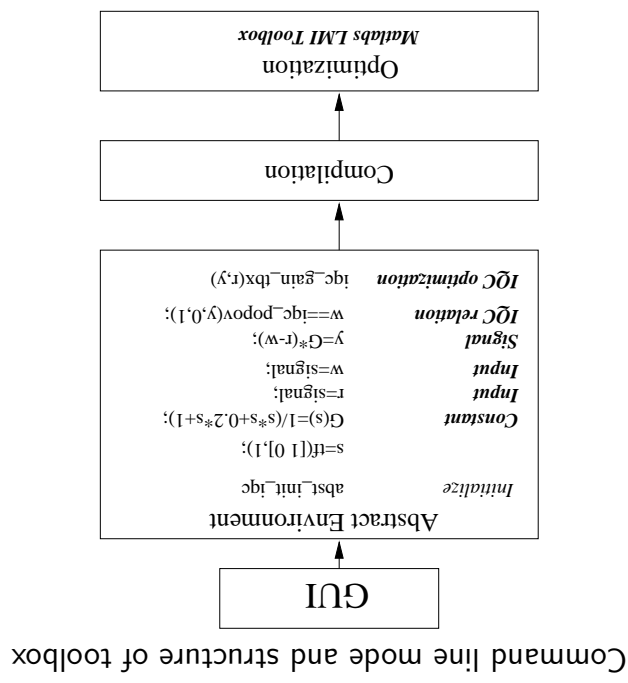 Command line mode and structure of toolbox
GUI
Abstract Environment
Initialize abst_init_iqc
s=tf([1 0],1);
Constant G(s)=1/(s*s+0.2*s+1);
Input r=signal;
Input w=signal;
Signal y=G*(r-w);
IQC relation w==iqc_popov(y,0,1);
IQC optimization iqc_gain_tbx(r,y)
Compilation
Optimization
Matlabs LMI Toolbox